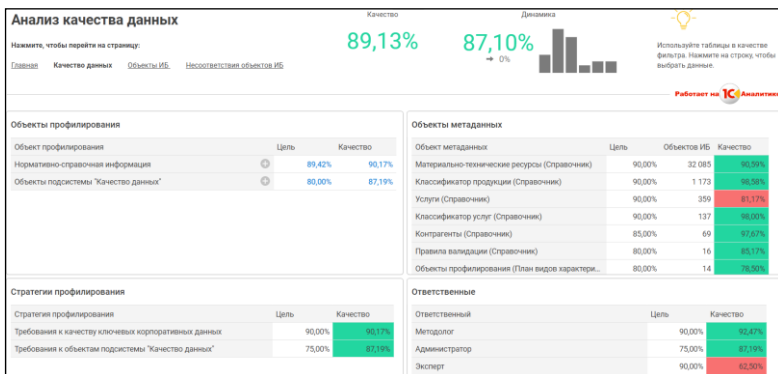 Анализ качества данных
Нажмите, чтобы перейти на страницу:
Главная Качество данных Объекты ИБ Несоответствия объектов ИБ
Качество
89,13%
Динамика
87,10%
→ 0%
Используйте таблицы в качестве
фильтра. Нажмите на строку, чтобы
выбрать данные.
Работает на 1С Аналитике
Объекты профилирования
Объект профилирования Цель Качество
Нормативно-справочная информация 89,42% 90,17%
Объекты подсистемы "Качество данных" 80,00% 87,19%
Объекты метаданных
Объект метаданных Цель Объектов ИБ Качество
Материально-технические ресурсы (Справочник) 90,00% 32 085 90,59%
Классификатор продукции (Справочник) 90,00% 1 173 98,58%
Услуги (Справочник) 90,00% 359 81,17%
Классификатор услуг (Справочник) 90,00% 137 98,00%
Контрагенты (Справочник) 85,00% 69 97,67%
Правила валидации (Справочник) 80,00% 16 85,17%
Объекты профилирования (План видов характери... 80,00% 14 78,50%
Стратегии профилирования
Стратегия профилирования Цель Качество
Требования к качеству ключевых корпоративных данных 90,00% 90,17%
Требования к объектам подсистемы "Качество данных" 75,00% 87,19%
Ответственные
Ответственный Цель Качество
Методолог 90,00% 92,47%
Администратор 75,00% 87,19%
Эксперт 90,00% 62,50%